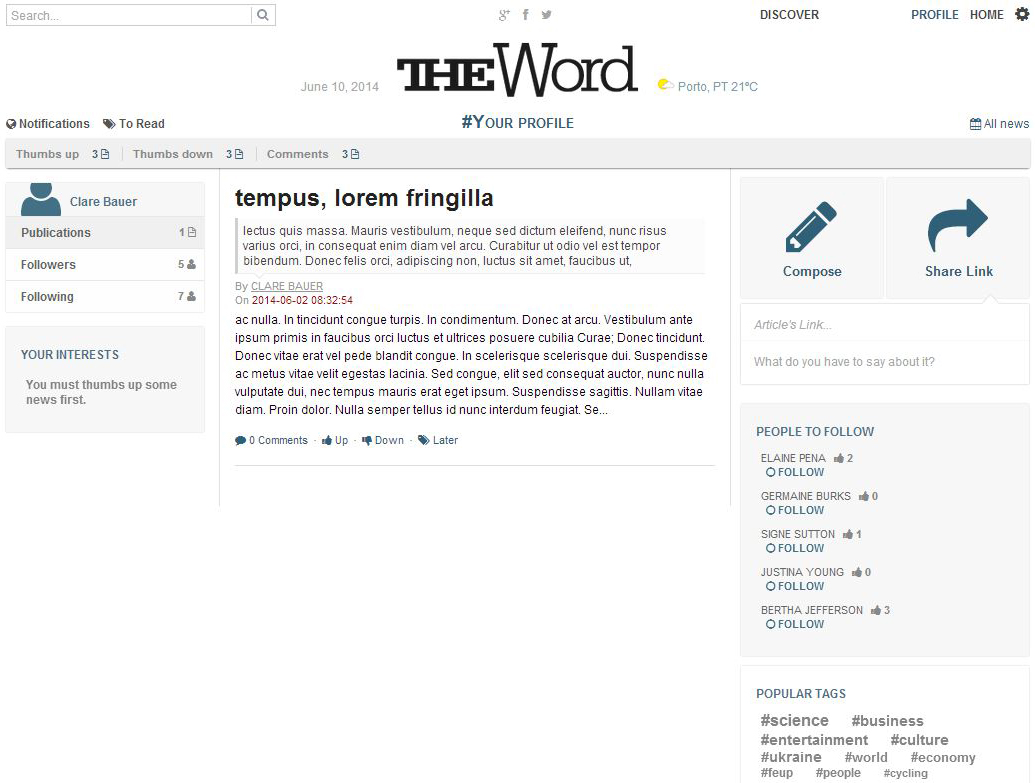 Search...
DISCOVER
PROFILE HOME
June 10, 2014
THE Word
Porto, PT 21ºC
Notifications To Read
#YOUR PROFILE
All news
Thumbs up 3 Thumbs down 3 Comments 3
Clare Bauer
Publications 1
Followers 5
Following 7
YOUR INTERESTS
You must thumbs up some
news first.
tempus, lorem fringilla
lectus quis massa. Mauris vestibulum, neque sed dictum eleifend, nunc risus
varius orci, in consequat enim diam vel arcu. Curabitur ut odio vel est tempor
bibendum. Donec felis orci, adipiscing non, luctus sit amet, faucibus ut,
By CLARE BAUER
On 2014-06-02 08:32:54
ac nulla. In tincidunt congue turpis. In condimentum. Donec at arcu. Vestibulum ante
ipsum primis in faucibus orci luctus et ultrices posuere cubilia Curae; Donec tincidunt.
Donec vitae erat vel pede blandit congue. In scelerisque scelerisque dui. Suspendisse
ac metus vitae velit egestas lacinia. Sed congue, elit sed consequat auctor, nunc nulla
vulputate dui, nec tempus mauris erat eget ipsum. Suspendisse sagittis. Nullam vitae
diam. Proin dolor. Nulla semper tellus id nunc interdum feugiat. Se...
0 Comments · Up · Down · Later
Compose
Share Link
Article's Link...
What do you have to say about it?
PEOPLE TO FOLLOW
ELAINE PENA 2
FOLLOW
GERMAINE BURKS 0
FOLLOW
SIGNE SUTTON 1
FOLLOW
JUSTINA YOUNG 0
FOLLOW
BERTHA JEFFERSON 3
FOLLOW
POPULAR TAGS
#science #business
#entertainment #culture
#ukraine #world #economy
#feup #people #cycling